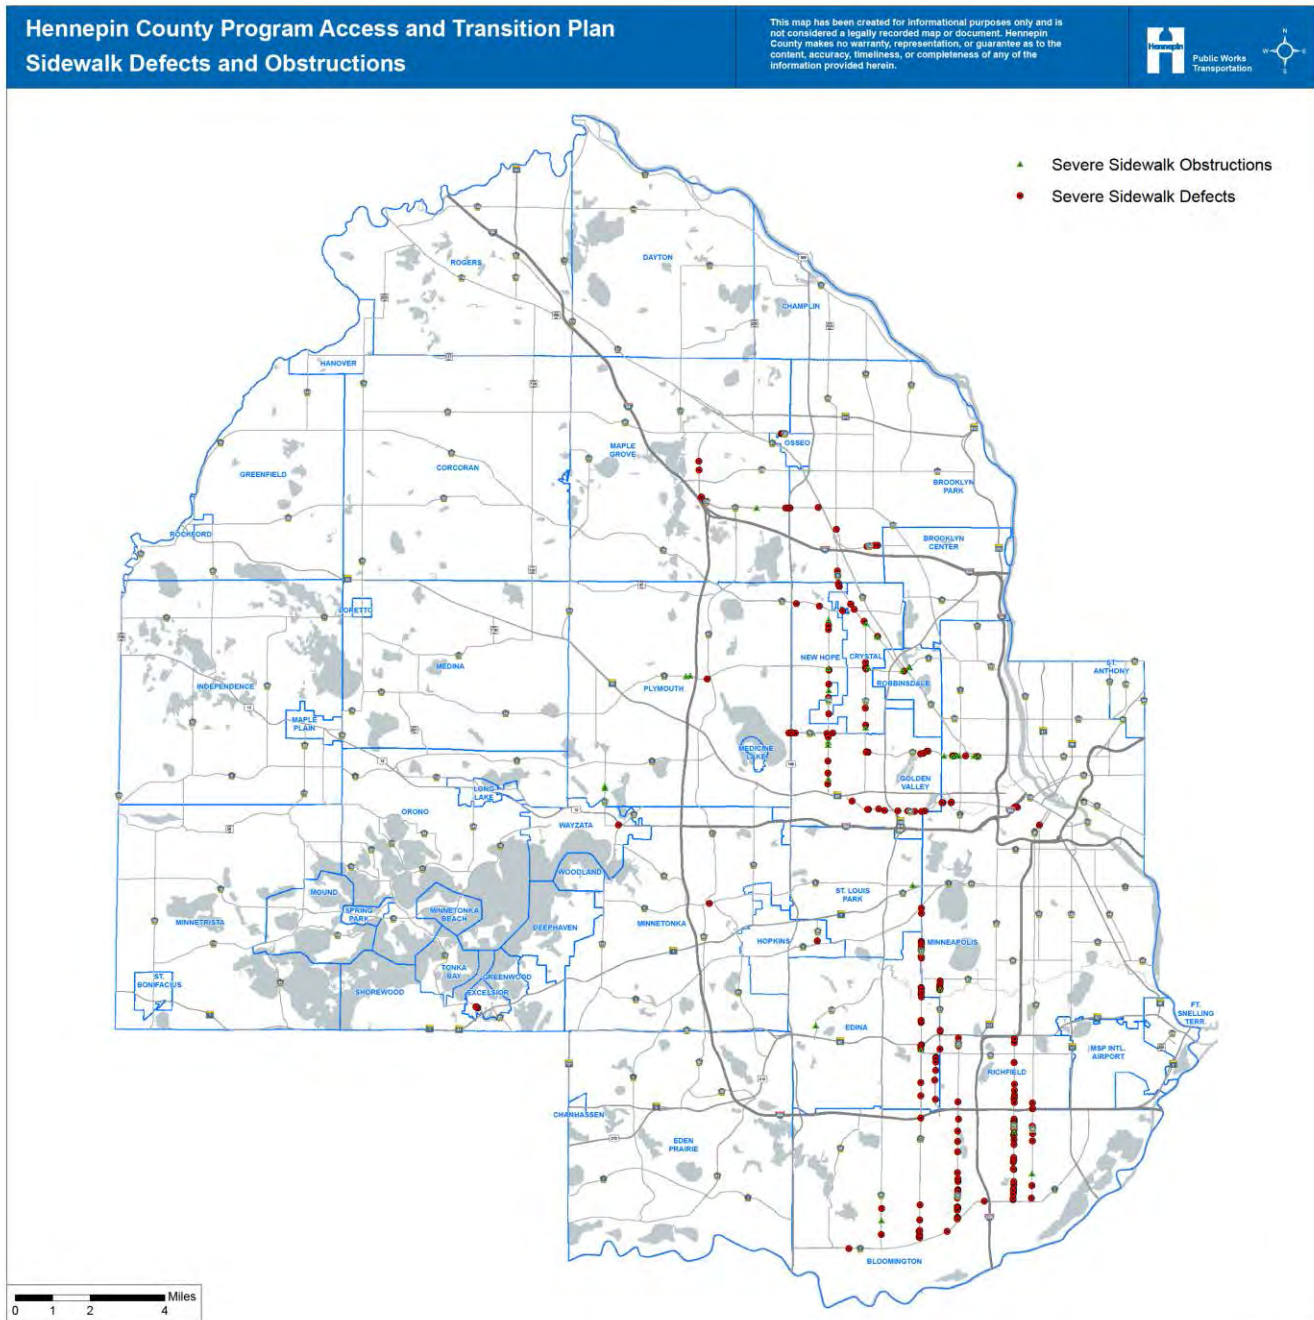 Hennepin County Program Access and Transition Plan
Sidewalk Defects and Obstructions
This map has been created for informational purposes only and is
not considered a legally recorded map or document. Hennepin
County makes no warranty, representation, or guarantee as to the
content, accuracy, timeliness, or completeness of any of the
information provided herein.
Hennepin
Public Works
Transportation
N
W
E
S
Severe Sidewalk Obstructions
Severe Sidewalk Defects
ROGERS
DAYTON
CHAMPLIN
HANOVER
OSSEO
MAPLE
GROVE
GREENFIELD
CORCORAN
BROOKLYN
PARK
ROCKFORD
BROOKLYN
CENTER
LORETTO
NEW HOPE
CRYSTAL
MEDINA
ST.
ANTHONY
INDEPENDENCE
PLYMOUTH
ROBBINSDALE
MAPLE
PLAIN
MEDICINE
LAKE
GOLDEN
VALLEY
LONG
LAKE
ORONO
WAYZATA
WOODLAND
MOUND
ST. LOUIS
PARK
SPRING
PARK
MINNETONKA
BEACH
MINNETRISTA
DEEPHAVEN
MINNETONKA
HOPKINS
MINNEAPOLIS
TONKA
BAY
GREENWOOD
ST.
BONIFACIUS
SHOREWOOD
EXCELSIOR
FT.
SNELLING
TERR.
EDINA
MSP INTL.
AIRPORT
RICHFIELD
CHANHASSEN
EDEN
PRAIRIE
BLOOMINGTON
Miles
0 1 2 4